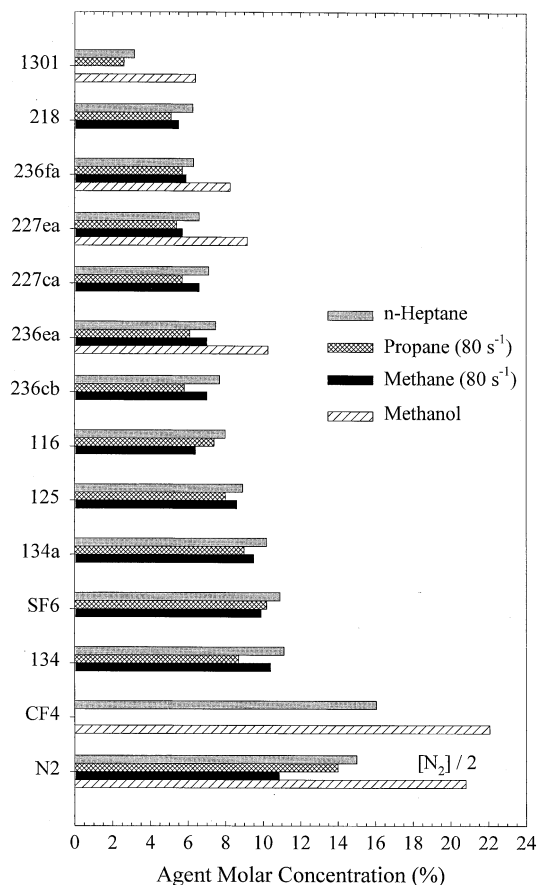 1301
218
236fa
227ea
227ca
236ea
236cb
116
125
134a
SF6
134
CF4
N2
n-Heptane
Propane (80 s⁻¹)
Methane (80 s⁻¹)
Methanol
[N₂] / 2
0 2 4 6 8 10 12 14 16 18 20 22 24
Agent Molar Concentration (%)